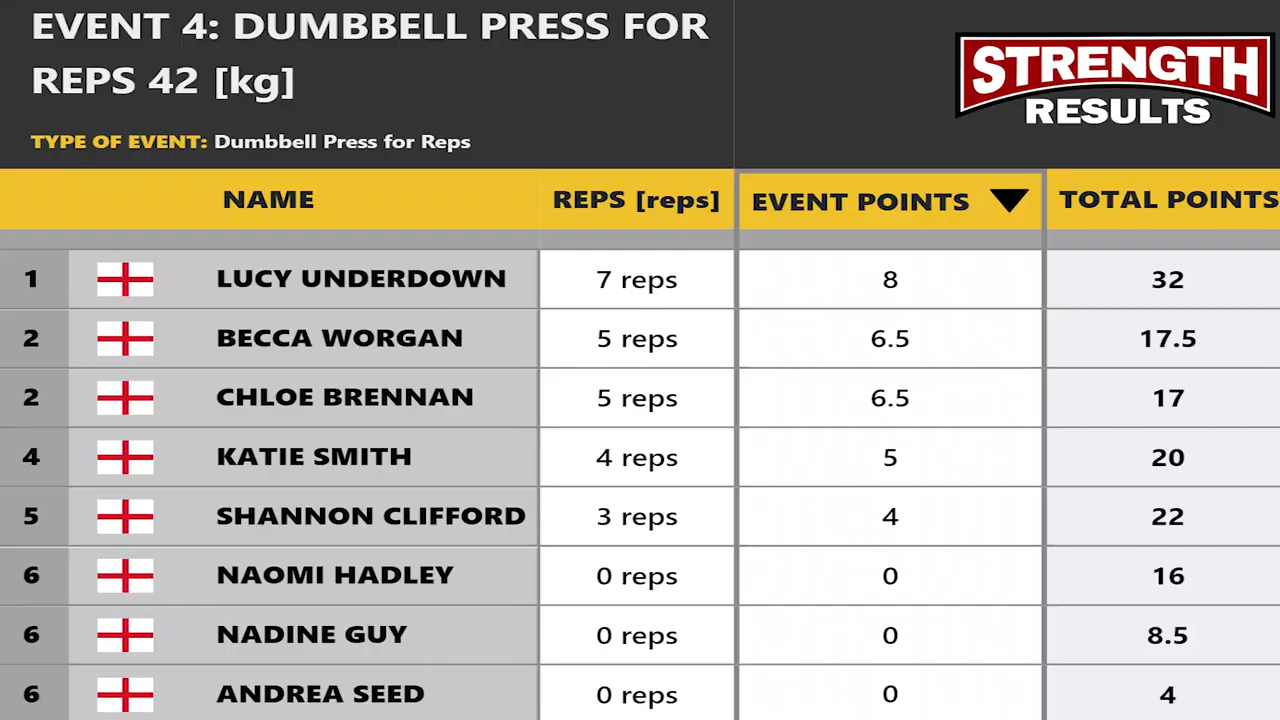 EVENT 4: DUMBBELL PRESS FOR
REPS 42 [kg]
TYPE OF EVENT: Dumbbell Press for Reps
STRENGTH
RESULTS
NAME REPS [reps] EVENT POINTS TOTAL POINTS
1 LUCY UNDERDOWN 7 reps 8 32
2 BECCA WORGAN 5 reps 6.5 17.5
2 CHLOE BRENNAN 5 reps 6.5 17
4 KATIE SMITH 4 reps 5 20
5 SHANNON CLIFFORD 3 reps 4 22
6 NAOMI HADLEY 0 reps 0 16
6 NADINE GUY 0 reps 0 8.5
6 ANDREA SEED 0 reps 0 4